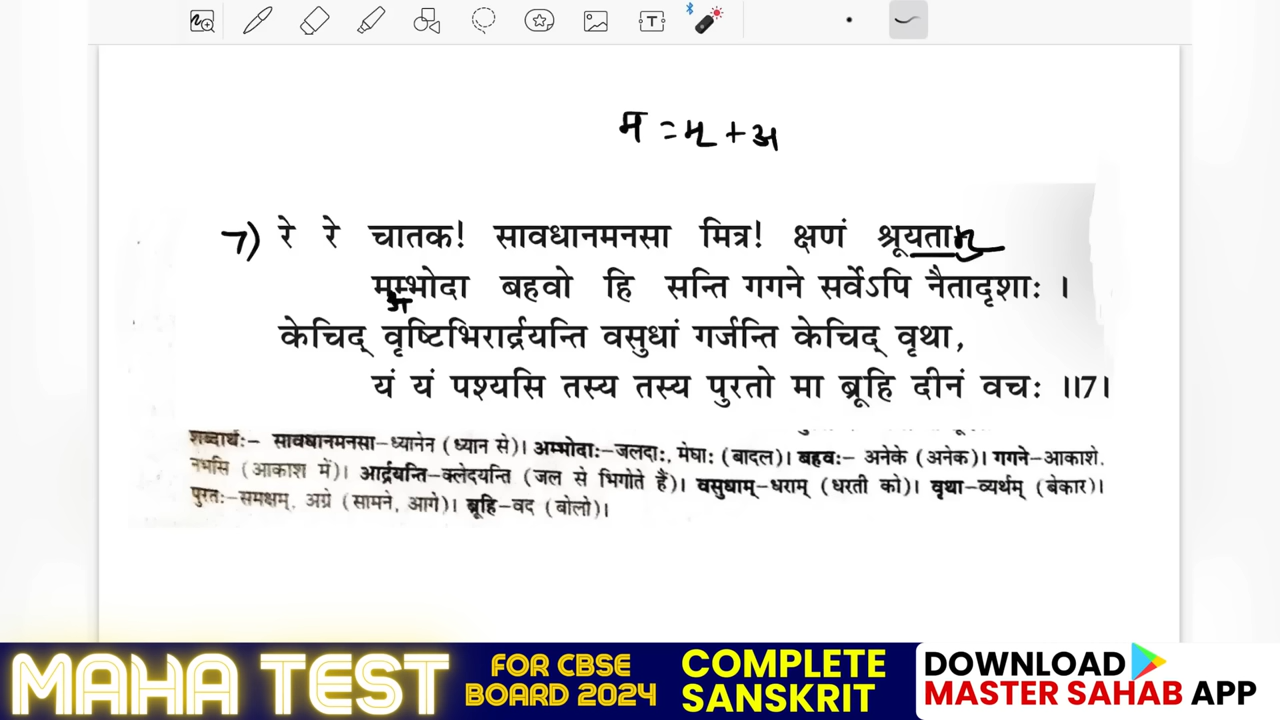 म = म् + अ
7) रे रे चातक! सावधानमनसा मित्र! क्षणं श्रूयताम्
मम्भोदा बहवो हि सन्ति गगने सर्वेऽपि नैतादृशाः ।
अ
केचिद् वृष्टिभिरार्द्रयन्ति वसुधां गर्जन्ति केचिद् वृथा,
यं यं पश्यसि तस्य तस्य पुरतो मा ब्रूहि दीनं वचः ।।7।
शब्दार्थः– सावधानमनसा–ध्यानेन (ध्यान से)। अम्भोदाः–जलदाः, मेघाः (बादल)। बहवः– अनेके (अनेक)। गगने–आकाशे,
नभसि (आकाश में)। आर्द्रयन्ति–क्लेदयन्ति (जल से भिगोते हैं)। वसुधाम्–धराम् (धरती को)। वृथा–व्यर्थम् (बेकार)।
पुरतः–समक्षम्, अग्रे (सामने, आगे)। ब्रूहि–वद (बोलो)।
MAHA TEST
FOR CBSE
BOARD 2024
COMPLETE
SANSKRIT
DOWNLOAD
MASTER SAHAB APP